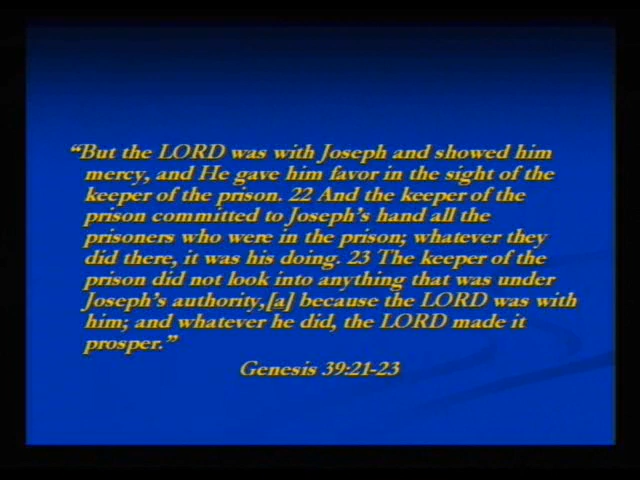 “But the LORD was with Joseph and showed him
mercy, and He gave him favor in the sight of the
keeper of the prison. 22 And the keeper of the
prison committed to Joseph’s hand all the
prisoners who were in the prison; whatever they
did there, it was his doing. 23 The keeper of the
prison did not look into anything that was under
Joseph’s authority,[a] because the LORD was with
him; and whatever he did, the LORD made it
prosper.”
Genesis 39:21-23